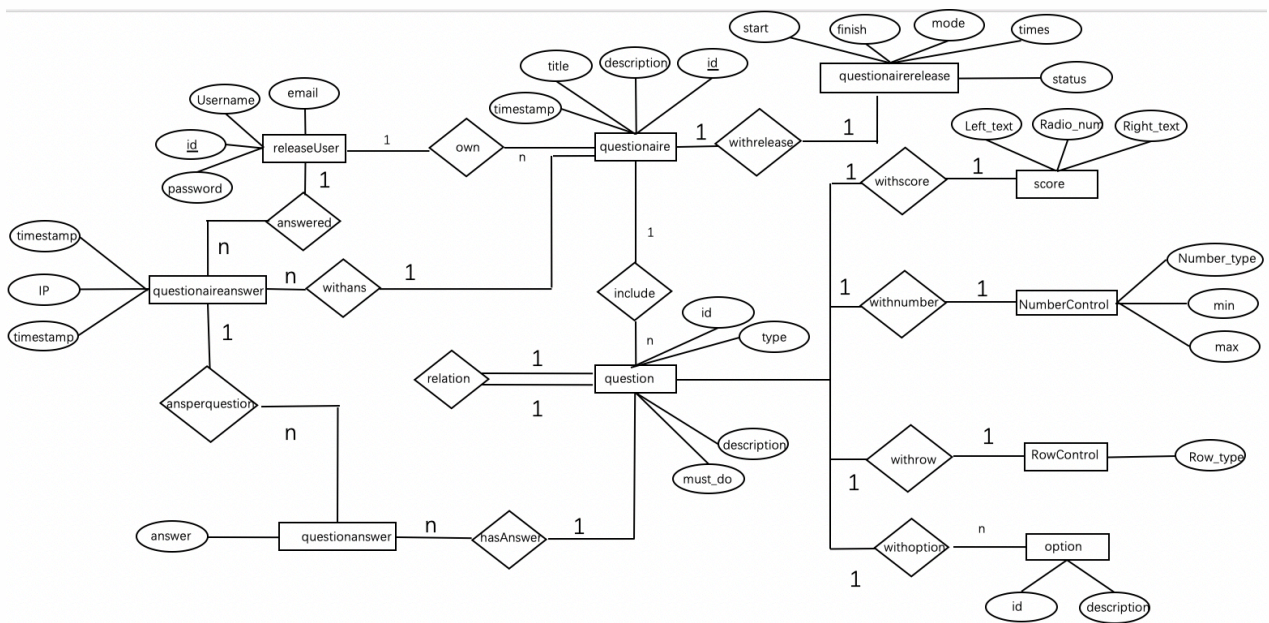 start
finish
mode
times
questionairerelease
status
title
description
id
timestamp
email
Username
id
releaseUser
password
1
own
n
questionaire
1
withrelease
1
Left_text
Radio_num
Right_text
1
withscore
1
score
1
answered
n
timestamp
IP
timestamp
questionaireanswer
n
withans
1
1
include
n
1
withnumber
1
NumberControl
Number_type
min
max
id
type
relation
1
1
question
description
must_do
1
ansperquestion
n
1
withrow
1
RowControl
Row_type
answer
questionanswer
n
hasAnswer
1
1
withoption
n
option
id
description